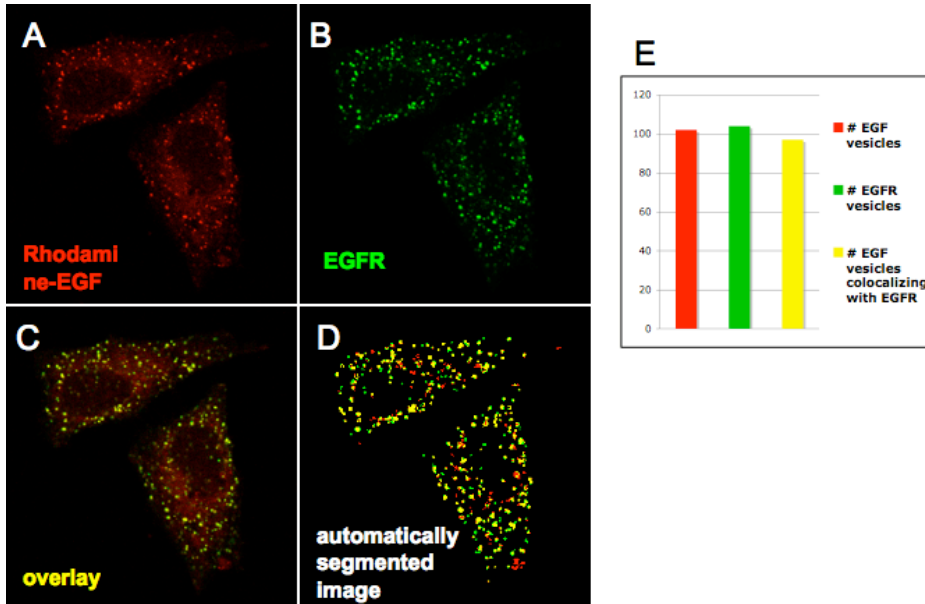 A
B
Rhodami
ne-EGF
EGFR
C
D
overlay
automatically
segmented
image
E
120
100
80
60
40
20
0
# EGF
vesicles
# EGFR
vesicles
# EGF
vesicles
colocalizing
with EGFR